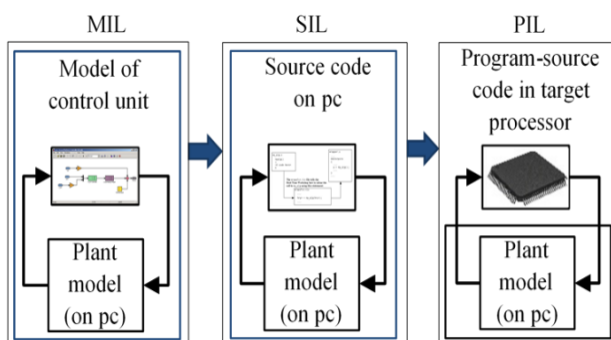 MIL
SIL
PIL
Model of
control unit
Source code
on pc
Program-source
code in target
processor
Plant
model
(on pc)
Plant
model
(on pc)
Plant
model
(on pc)